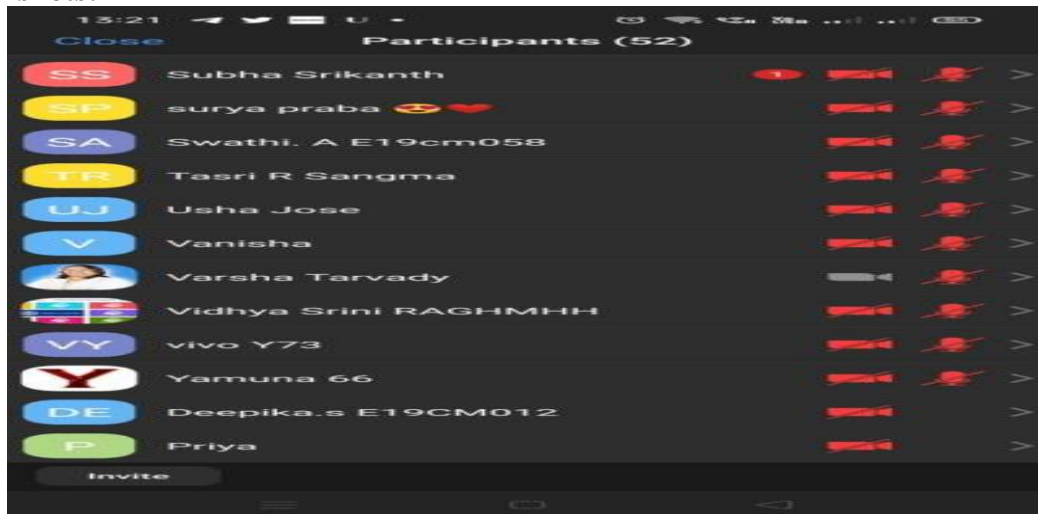 13:21
Close Participants (52)
SS Subha Srikanth 1
SP surya praba 😍❤️
SA Swathi. A E19cm058
TR Tasri R Sangma
UJ Usha Jose
V Vanisha
Varsha Tarvady
Vidhya Srini RAGHMHH
VY vivo Y73
Y Yamuna 66
DE Deepika.s E19CM012
P Priya
Invite